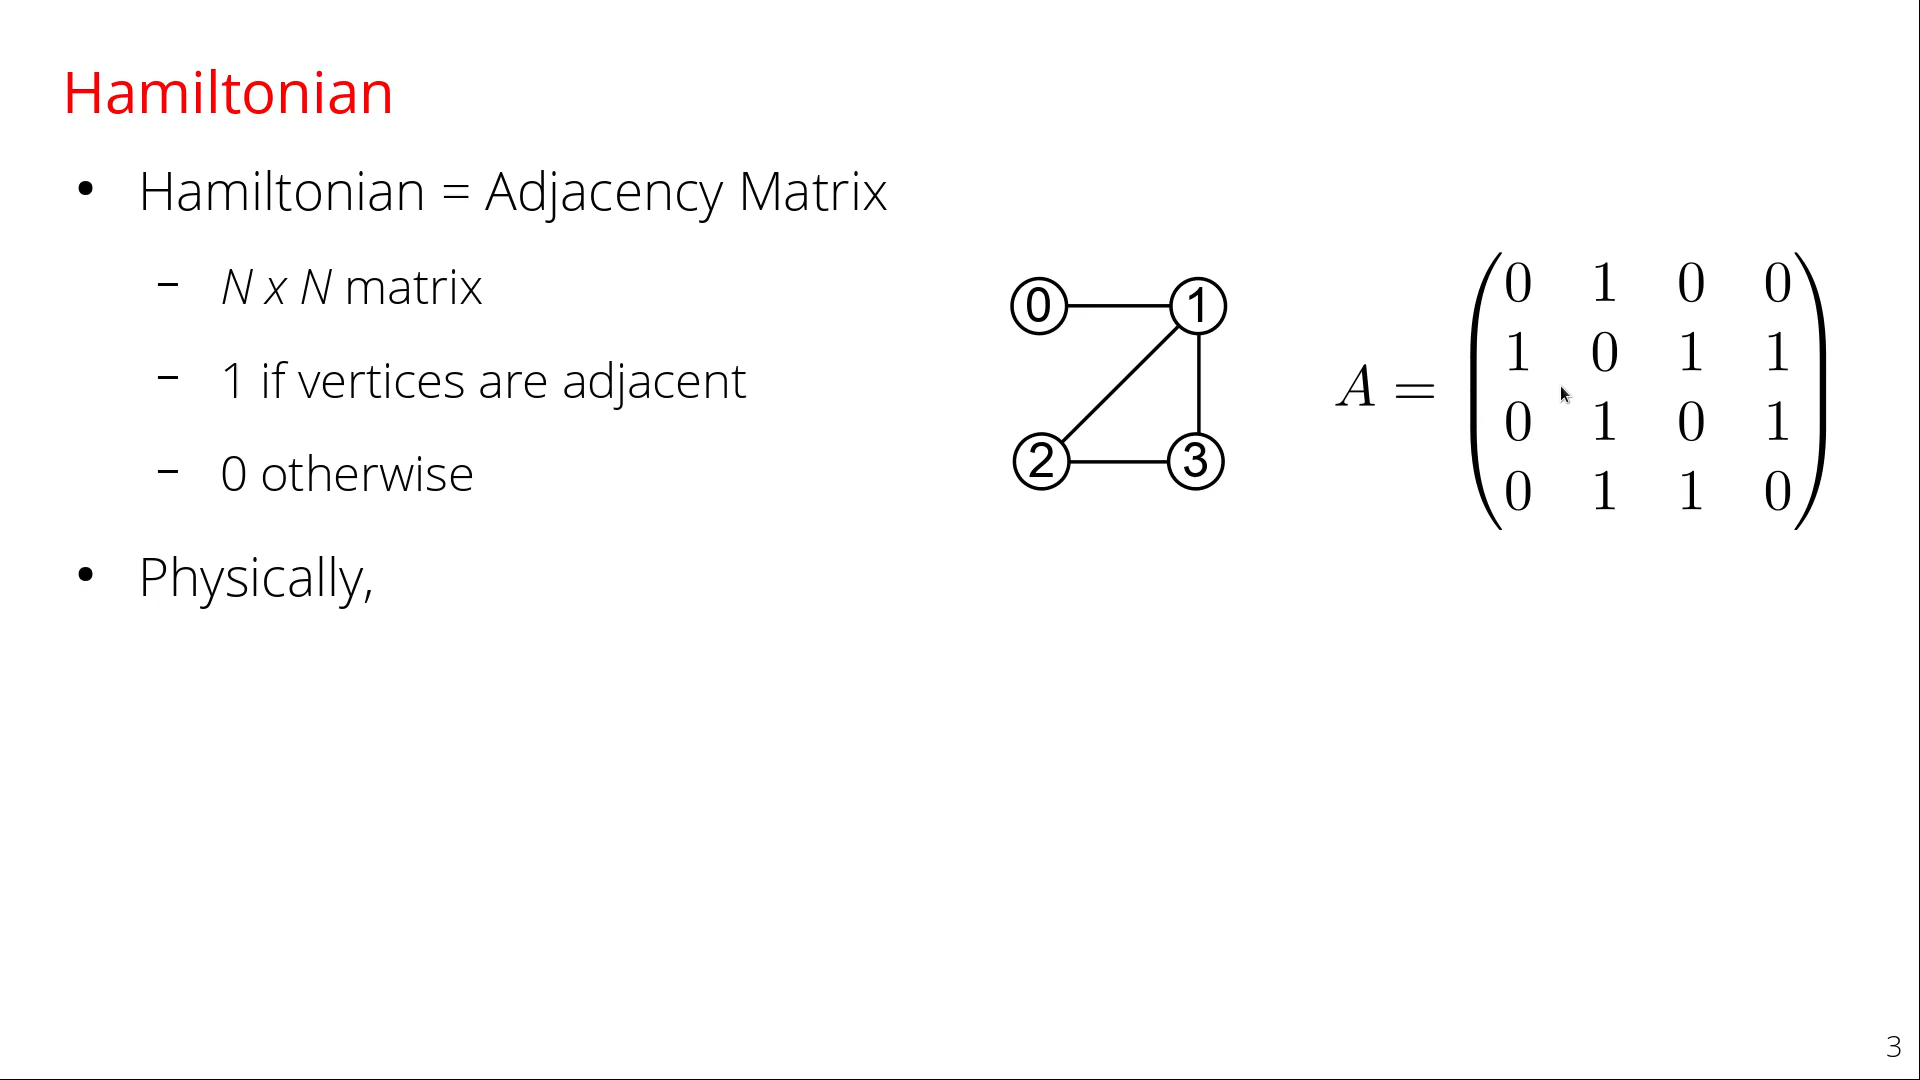 Hamiltonian
• Hamiltonian = Adjacency Matrix
– N x N matrix
– 1 if vertices are adjacent
– 0 otherwise
• Physically,
0 1
2 3
A =
0 1 0 0
1 0 1 1
0 1 0 1
0 1 1 0
3